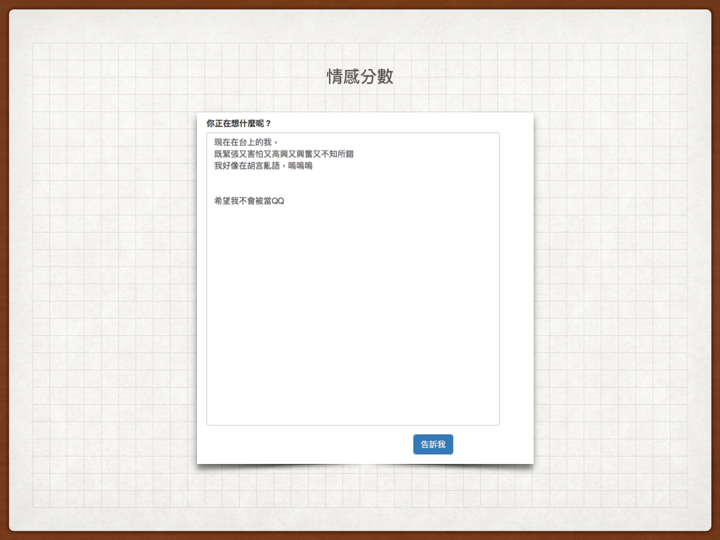 情感分數
你正在想什麼呢？
現在在台上的我，
既緊張又害怕又高興又興奮又不知所錯
我好像在胡言亂語，嗚嗚嗚
希望我不會被當QQ
告訴我